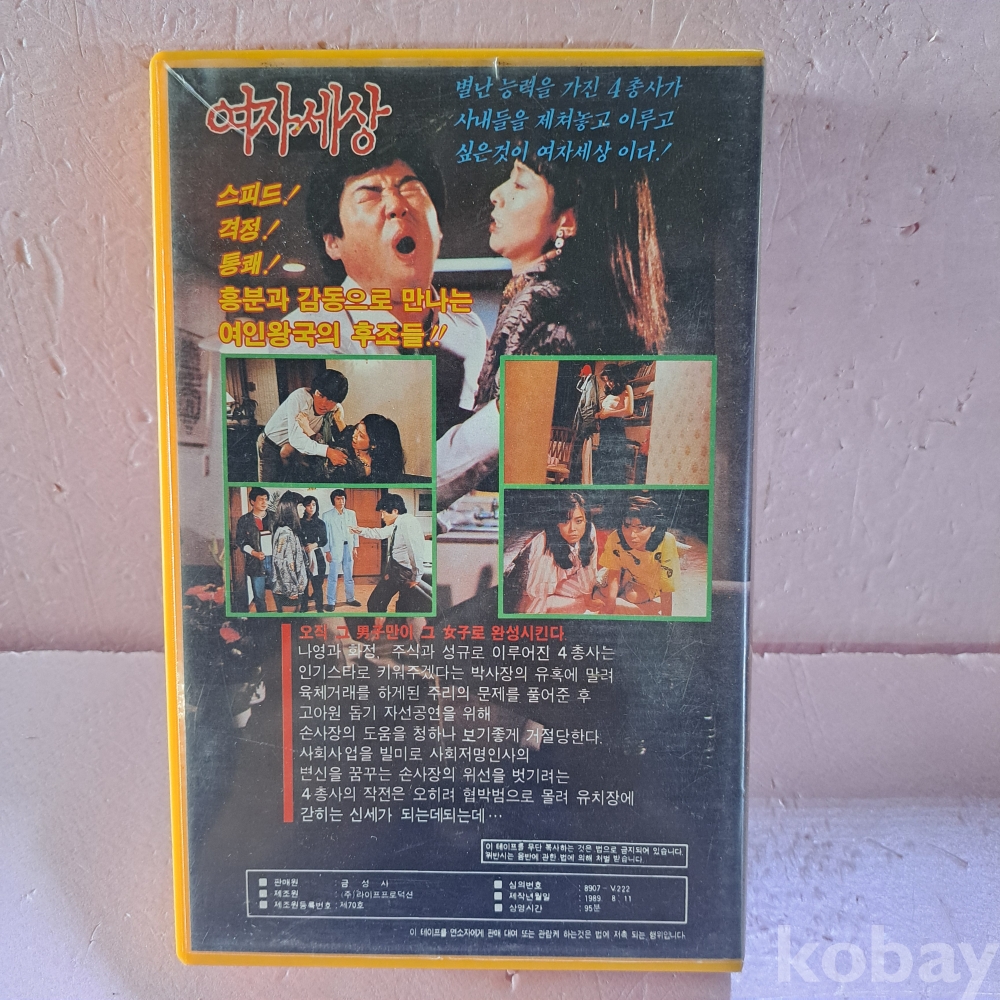 여자세상
별난 능력을 가진 4총사가
사내들을 제쳐놓고 이루고
싶은것이 여자세상 이다!
스피드!
격정!
통쾌!
흥분과 감동으로 만나는
여인왕국의 후조들!!
오직 그 男子만이 그 女子로 완성시킨다
나영과 화정, 주식과 성규로 이루어진 4총사는
인기스타로 키워주겠다는 박사장의 유혹에 말려
육체거래를 하게된 주리의 문제를 풀어준 후
고아원 돕기 자선공연을 위해
손사장의 도움을 청하나 보기좋게 거절당한다.
사회사업을 빌미로 사회저명인사의
변신을 꿈꾸는 손사장의 위선을 벗기려는
4총사의 작전은 오히려 협박범으로 몰려 유치장에
갇히는 신세가 되는데되는데…
이 테이프를 무단 복사하는 것은 법으로 금지되어 있습니다.
위반시는 음반에 관한 법에 의해 처벌 받습니다.
■ 판매원 : 금성사
■ 제조원 : (주)라이프프로덕션
■ 제조원등록번호 : 제70호
■ 심의번호 : 8907-V.222
■ 제작년월일 : 1989. 8. 11
■ 상영시간 : 95분
이 테이프를 연소자에게 판매 대여 또는 관람케 하는것은 법에 저촉 되는 행위입니다.
kobay